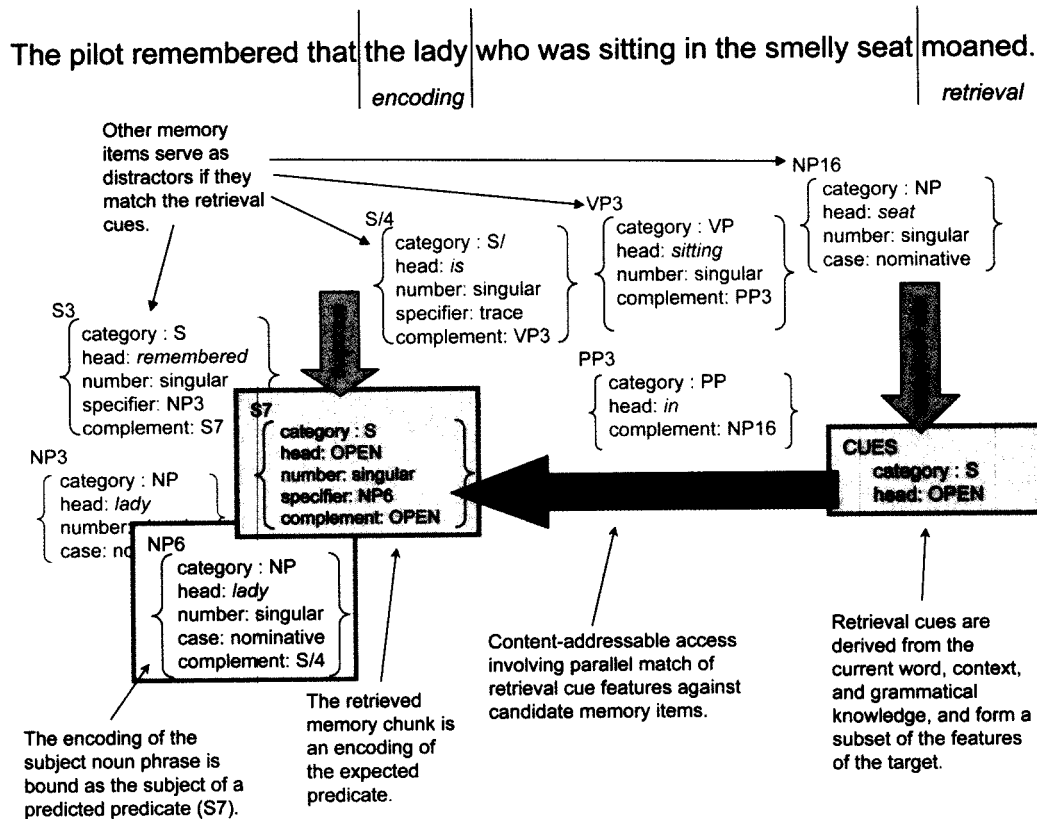 The pilot remembered that the lady who was sitting in the smelly seat moaned.
encoding
retrieval
Other memory
items serve as
distractors if they
match the retrieval
cues.
NP16
category : NP
head: seat
number: singular
case: nominative
VP3
category : VP
head: sitting
number: singular
complement: PP3
S/4
category : S/
head: is
number: singular
specifier: trace
complement: VP3
S3
category : S
head: remembered
number: singular
specifier: NP3
complement: S7
PP3
category : PP
head: in
complement: NP16
S7
category : S
head: OPEN
number: singular
specifier: NP6
complement: OPEN
CUES
category : S
head: OPEN
NP3
category : NP
head: lady
number:
case: no
NP6
category : NP
head: lady
number: singular
case: nominative
complement: S/4
The encoding of the
subject noun phrase is
bound as the subject of a
predicted predicate (S7).
The retrieved
memory chunk is
an encoding of
the expected
predicate.
Content-addressable access
involving parallel match of
retrieval cue features against
candidate memory items.
Retrieval cues are
derived from the
current word, context,
and grammatical
knowledge, and form a
subset of the features
of the target.